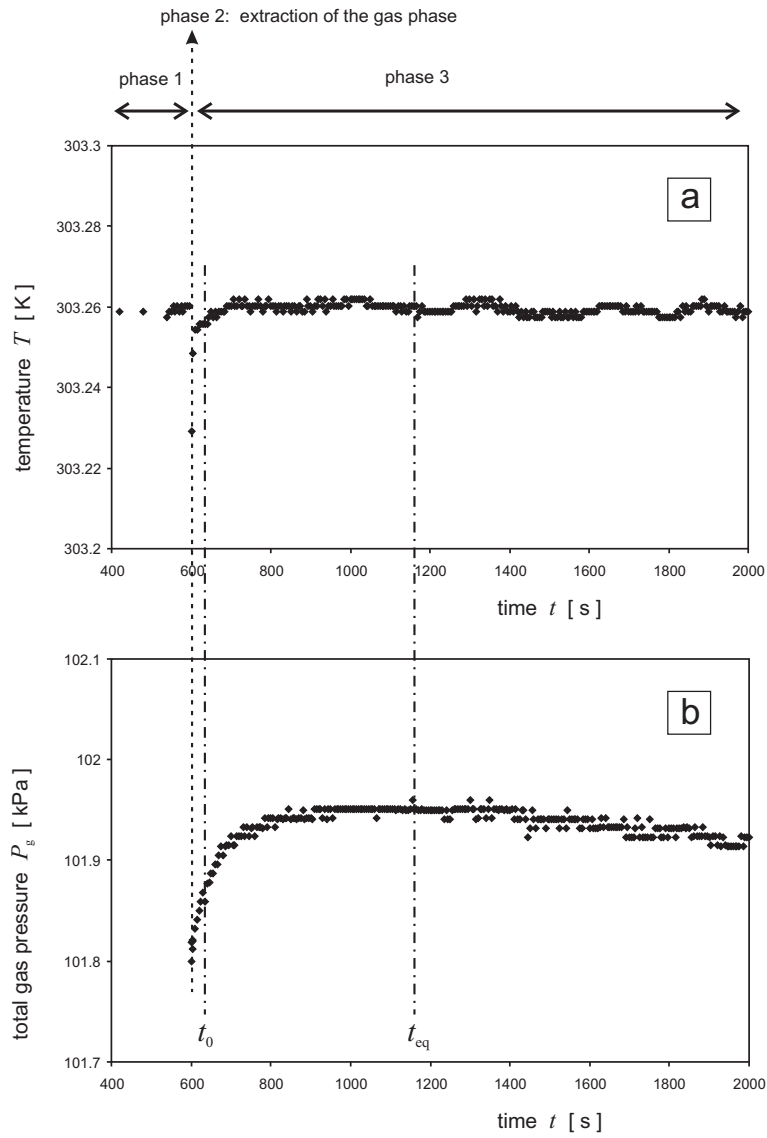 phase 2: extraction of the gas phase
phase 1
phase 3
303.3
303.28
303.26
303.24
303.22
303.2
temperature T [ K ]
a
400 600 800 1000 1200 1400 1600 1800 2000
time t [ s ]
102.1
102
101.9
101.8
101.7
total gas pressure Pg [ kPa ]
b
t0
teq
400 600 800 1000 1200 1400 1600 1800 2000
time t [ s ]